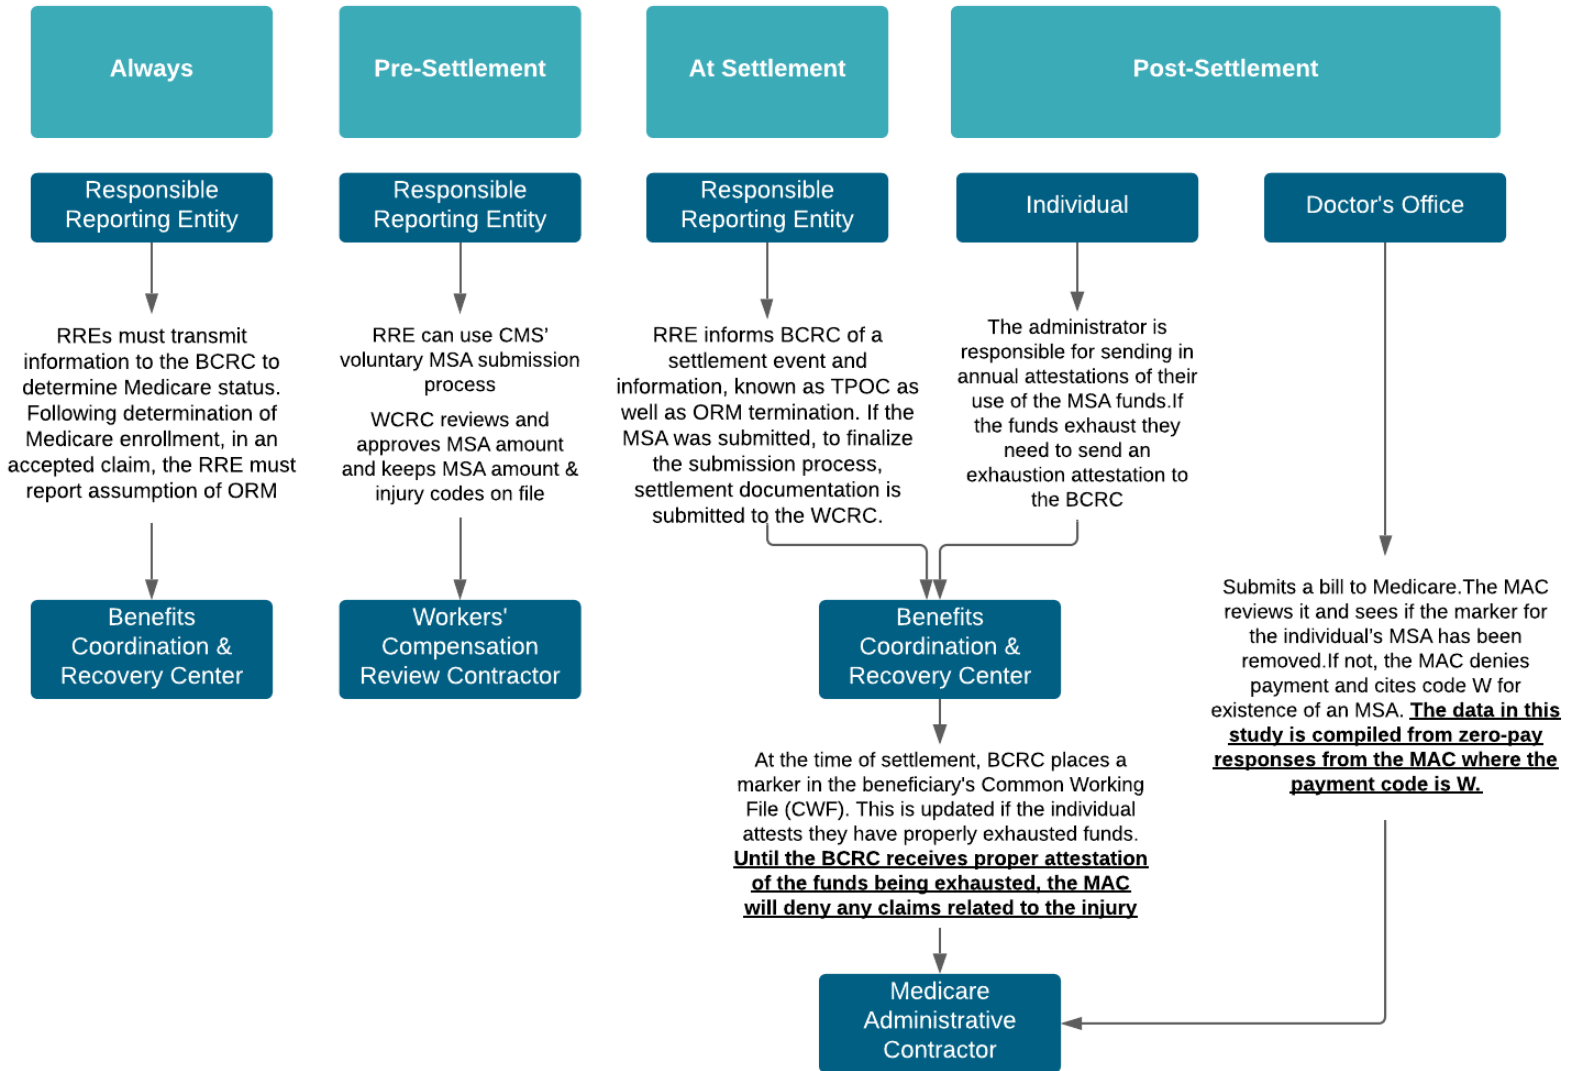 Always
Pre-Settlement
At Settlement
Post-Settlement
Responsible
Reporting Entity
Responsible
Reporting Entity
Responsible
Reporting Entity
Individual
Doctor's Office
RREs must transmit
information to the BCRC to
determine Medicare status.
Following determination of
Medicare enrollment, in an
accepted claim, the RRE must
report assumption of ORM
RRE can use CMS'
voluntary MSA submission
process
WCRC reviews and
approves MSA amount
and keeps MSA amount &
injury codes on file
RRE informs BCRC of a
settlement event and
information, known as TPOC as
well as ORM termination. If the
MSA was submitted, to finalize
the submission process,
settlement documentation is
submitted to the WCRC.
The administrator is
responsible for sending in
annual attestations of their
use of the MSA funds.If
the funds exhaust they
need to send an
exhaustion attestation to
the BCRC
Submits a bill to Medicare.The MAC
reviews it and sees if the marker for
the individual's MSA has been
removed.If not, the MAC denies
payment and cites code W for
existence of an MSA. The data in this
study is compiled from zero-pay
responses from the MAC where the
payment code is W.
Benefits
Coordination &
Recovery Center
Workers'
Compensation
Review Contractor
Benefits
Coordination &
Recovery Center
At the time of settlement, BCRC places a
marker in the beneficiary's Common Working
File (CWF). This is updated if the individual
attests they have properly exhausted funds.
Until the BCRC receives proper attestation
of the funds being exhausted, the MAC
will deny any claims related to the injury
Medicare
Administrative
Contractor